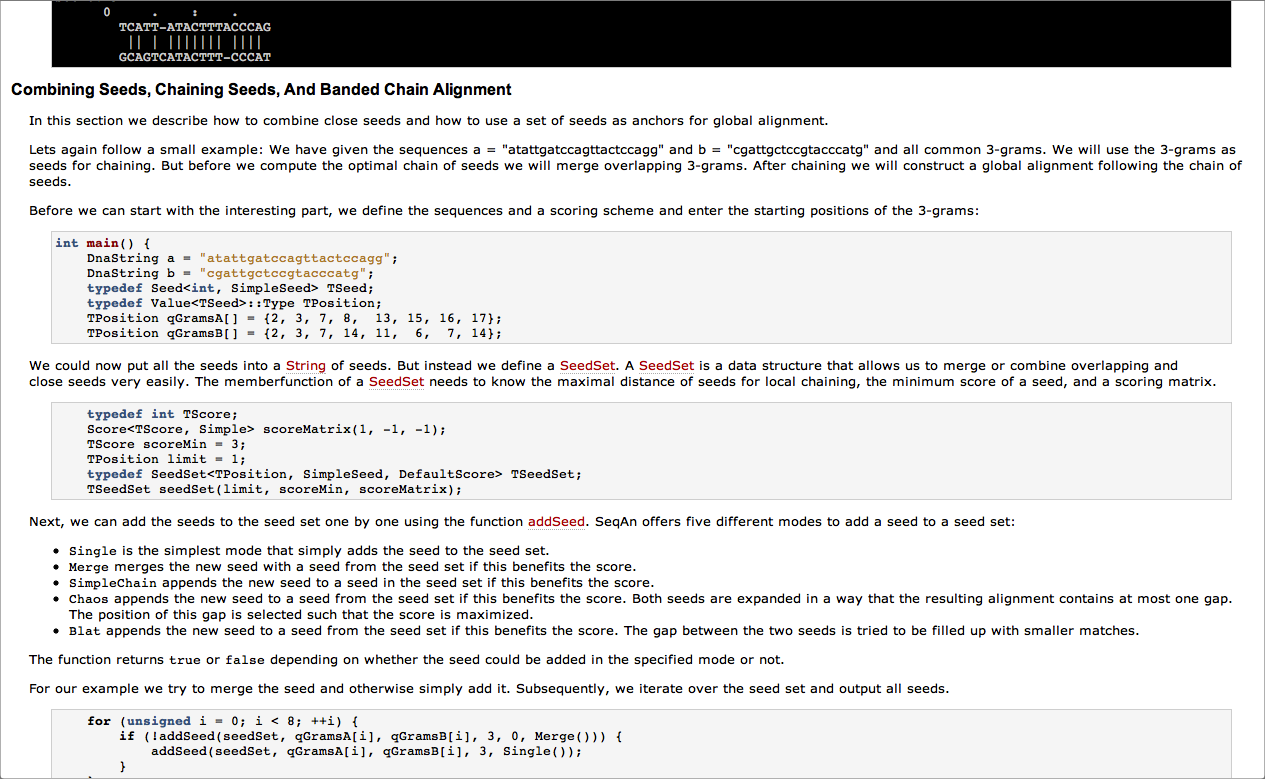 0     .    :    .
TCATT-ATACTTTACCCAG
 || | ||||||| ||||
GCAGTCATACTTT-CCCAT
Combining Seeds, Chaining Seeds, And Banded Chain Alignment
In this section we describe how to combine close seeds and how to use a set of seeds as anchors for global alignment.
Lets again follow a small example: We have given the sequences a = "atattgatccagttactccagg" and b = "cgattgctccgtacccatg" and all common 3-grams. We will use the 3-grams as
seeds for chaining. But before we compute the optimal chain of seeds we will merge overlapping 3-grams. After chaining we will construct a global alignment following the chain of
seeds.
Before we can start with the interesting part, we define the sequences and a scoring scheme and enter the starting positions of the 3-grams:
int main() {
    DnaString a = "atattgatccagttactccagg";
    DnaString b = "cgattgctccgtacccatg";
    typedef Seed<int, SimpleSeed> TSeed;
    typedef Value<TSeed>::Type TPosition;
    TPosition qGramsA[] = {2, 3, 7, 8,  13, 15, 16, 17};
    TPosition qGramsB[] = {2, 3, 7, 14, 11,  6,  7, 14};
We could now put all the seeds into a String of seeds. But instead we define a SeedSet. A SeedSet is a data structure that allows us to merge or combine overlapping and
close seeds very easily. The memberfunction of a SeedSet needs to know the maximal distance of seeds for local chaining, the minimum score of a seed, and a scoring matrix.
    typedef int TScore;
    Score<TScore, Simple> scoreMatrix(1, -1, -1);
    TScore scoreMin = 3;
    TPosition limit = 1;
    typedef SeedSet<TPosition, SimpleSeed, DefaultScore> TSeedSet;
    TSeedSet seedSet(limit, scoreMin, scoreMatrix);
Next, we can add the seeds to the seed set one by one using the function addSeed. SeqAn offers five different modes to add a seed to a seed set:
• Single is the simplest mode that simply adds the seed to the seed set.
• Merge merges the new seed with a seed from the seed set if this benefits the score.
• SimpleChain appends the new seed to a seed in the seed set if this benefits the score.
• Chaos appends the new seed to a seed from the seed set if this benefits the score. Both seeds are expanded in a way that the resulting alignment contains at most one gap.
The position of this gap is selected such that the score is maximized.
• Blat appends the new seed to a seed from the seed set if this benefits the score. The gap between the two seeds is tried to be filled up with smaller matches.
The function returns true or false depending on whether the seed could be added in the specified mode or not.
For our example we try to merge the seed and otherwise simply add it. Subsequently, we iterate over the seed set and output all seeds.
    for (unsigned i = 0; i < 8; ++i) {
        if (!addSeed(seedSet, qGramsA[i], qGramsB[i], 3, 0, Merge())) {
            addSeed(seedSet, qGramsA[i], qGramsB[i], 3, Single());
        }